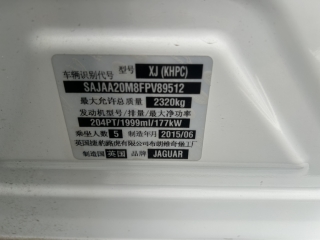 车辆识别代号 型号 XJ (KHPC)
SAJAA20M8FPV89512
最大允许总质量 2320kg
发动机型号/排量/最大净功率
204PT/1999ml/177kW
乘坐人数 5 制造年月 2015/06
英国捷豹路虎有限公司布朗维奇堡工厂
制造国 英国 品牌 JAGUAR